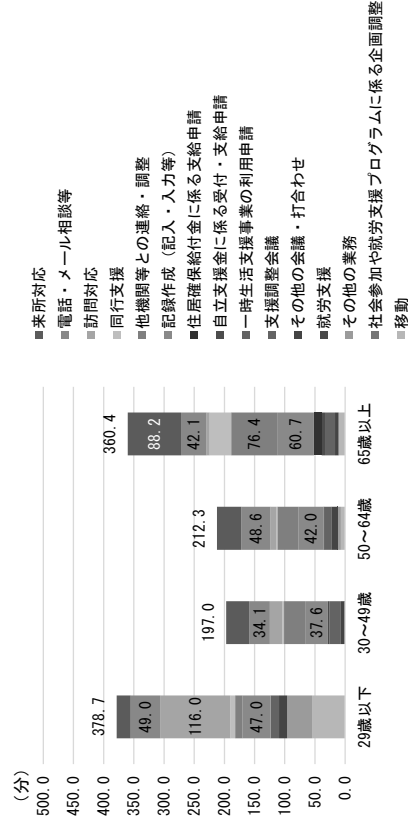 (分)
500.0
450.0
400.0
350.0
300.0
250.0
200.0
150.0
100.0
50.0
0.0
378.7
49.0
116.0
47.0
29歳以下
197.0
34.1
37.6
30～49歳
212.3
48.6
42.0
50～64歳
360.4
88.2
42.1
76.4
60.7
65歳以上
■来所対応
■電話・メール相談等
■訪問対応
■同行支援
■他機関等との連絡・調整
■記録作成（記入・入力等）
■住居確保給付金に係る支給申請
■自立支援金に係る受付・支給申請
■一時生活支援事業の利用申請
■支援調整会議
■その他の会議・打合わせ
■就労支援
■その他の業務
■社会参加や就労支援プログラムに係る企画調整
■移動